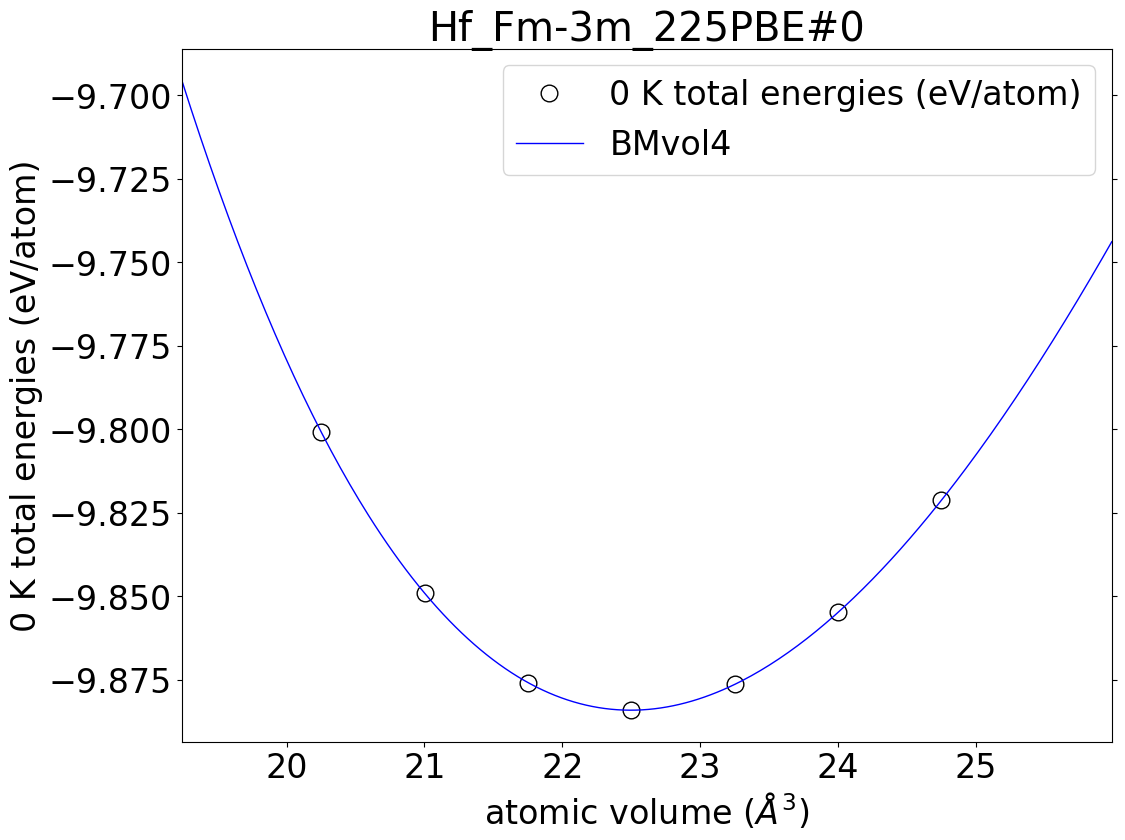 Hf_Fm-3m_225PBE#0
0 K total energies (eV/atom)
BMvol4
0 K total energies (eV/atom)
−9.700
−9.725
−9.750
−9.775
−9.800
−9.825
−9.850
−9.875
20 21 22 23 24 25
atomic volume (Å³)